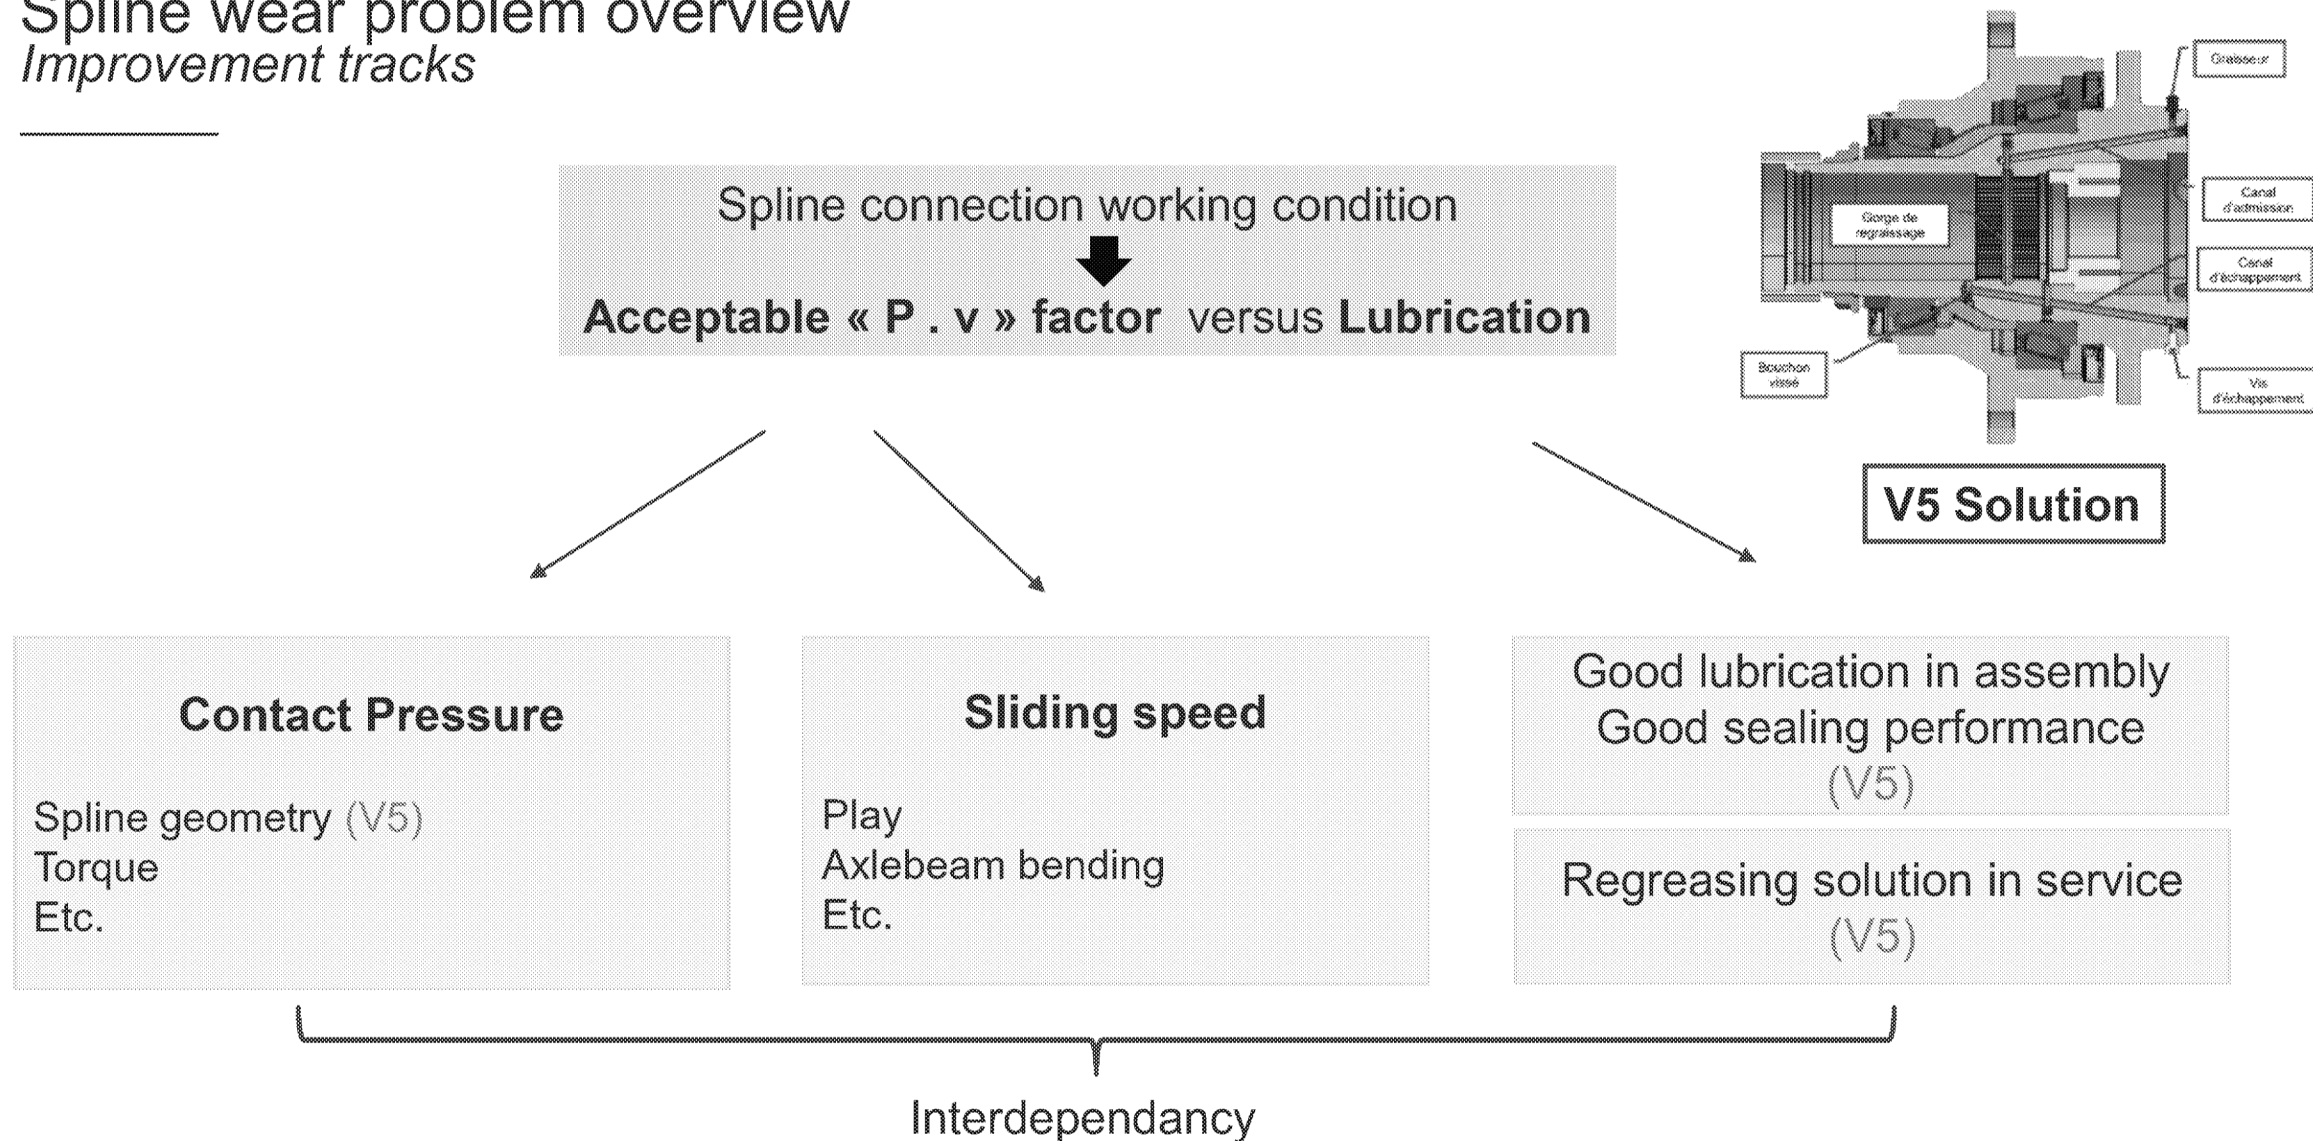 Spline wear problem overview
Improvement tracks
Graisseur
Spline connection working condition
Canal
d'admission
Gorge de
regraissage
Canal
d'échappement
Acceptable « P . v » factor versus Lubrication
Bouchon
vissé
Vis
d'échappement
V5 Solution
Contact Pressure
Spline geometry (V5)
Torque
Etc.
Sliding speed
Play
Axlebeam bending
Etc.
Good lubrication in assembly
Good sealing performance
(V5)
Regreasing solution in service
(V5)
Interdependancy